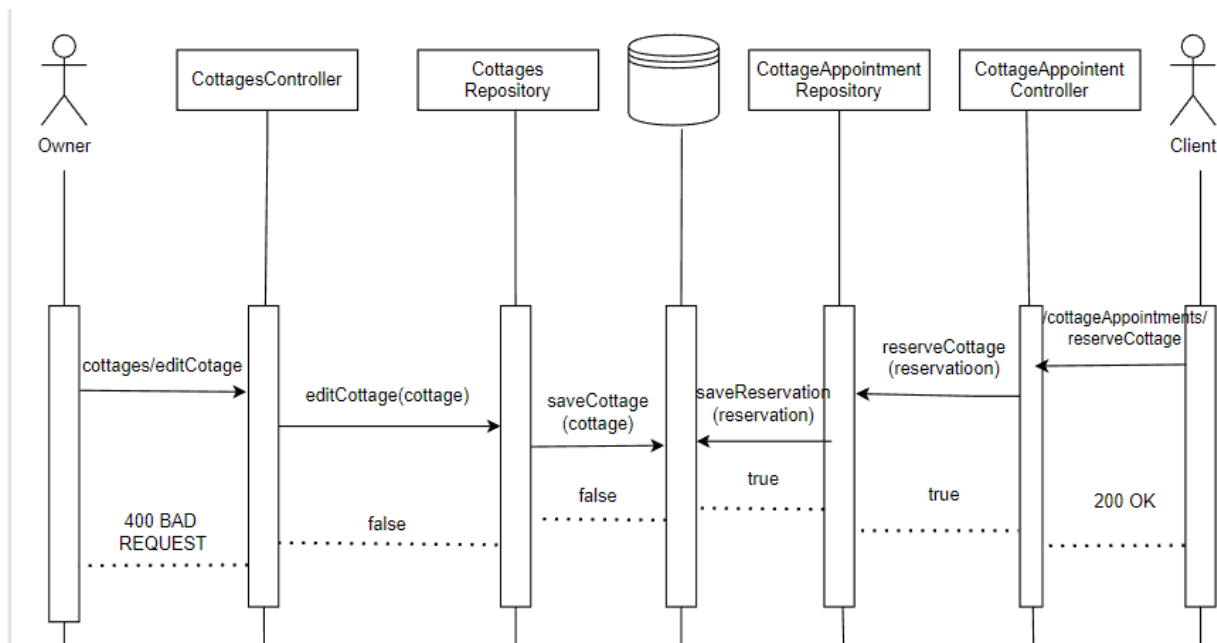 CottagesController
Cottages
Repository
CottageAppointment
Repository
CottageAppointent
Controller
Owner
Client
/cottageAppointments/
reserveCottage
cottages/editCotage
reserveCottage
(reservatioon)
editCottage(cottage)
saveCottage
(cottage)
saveReservation
(reservation)
400 BAD
REQUEST
false
false
true
true
200 OK